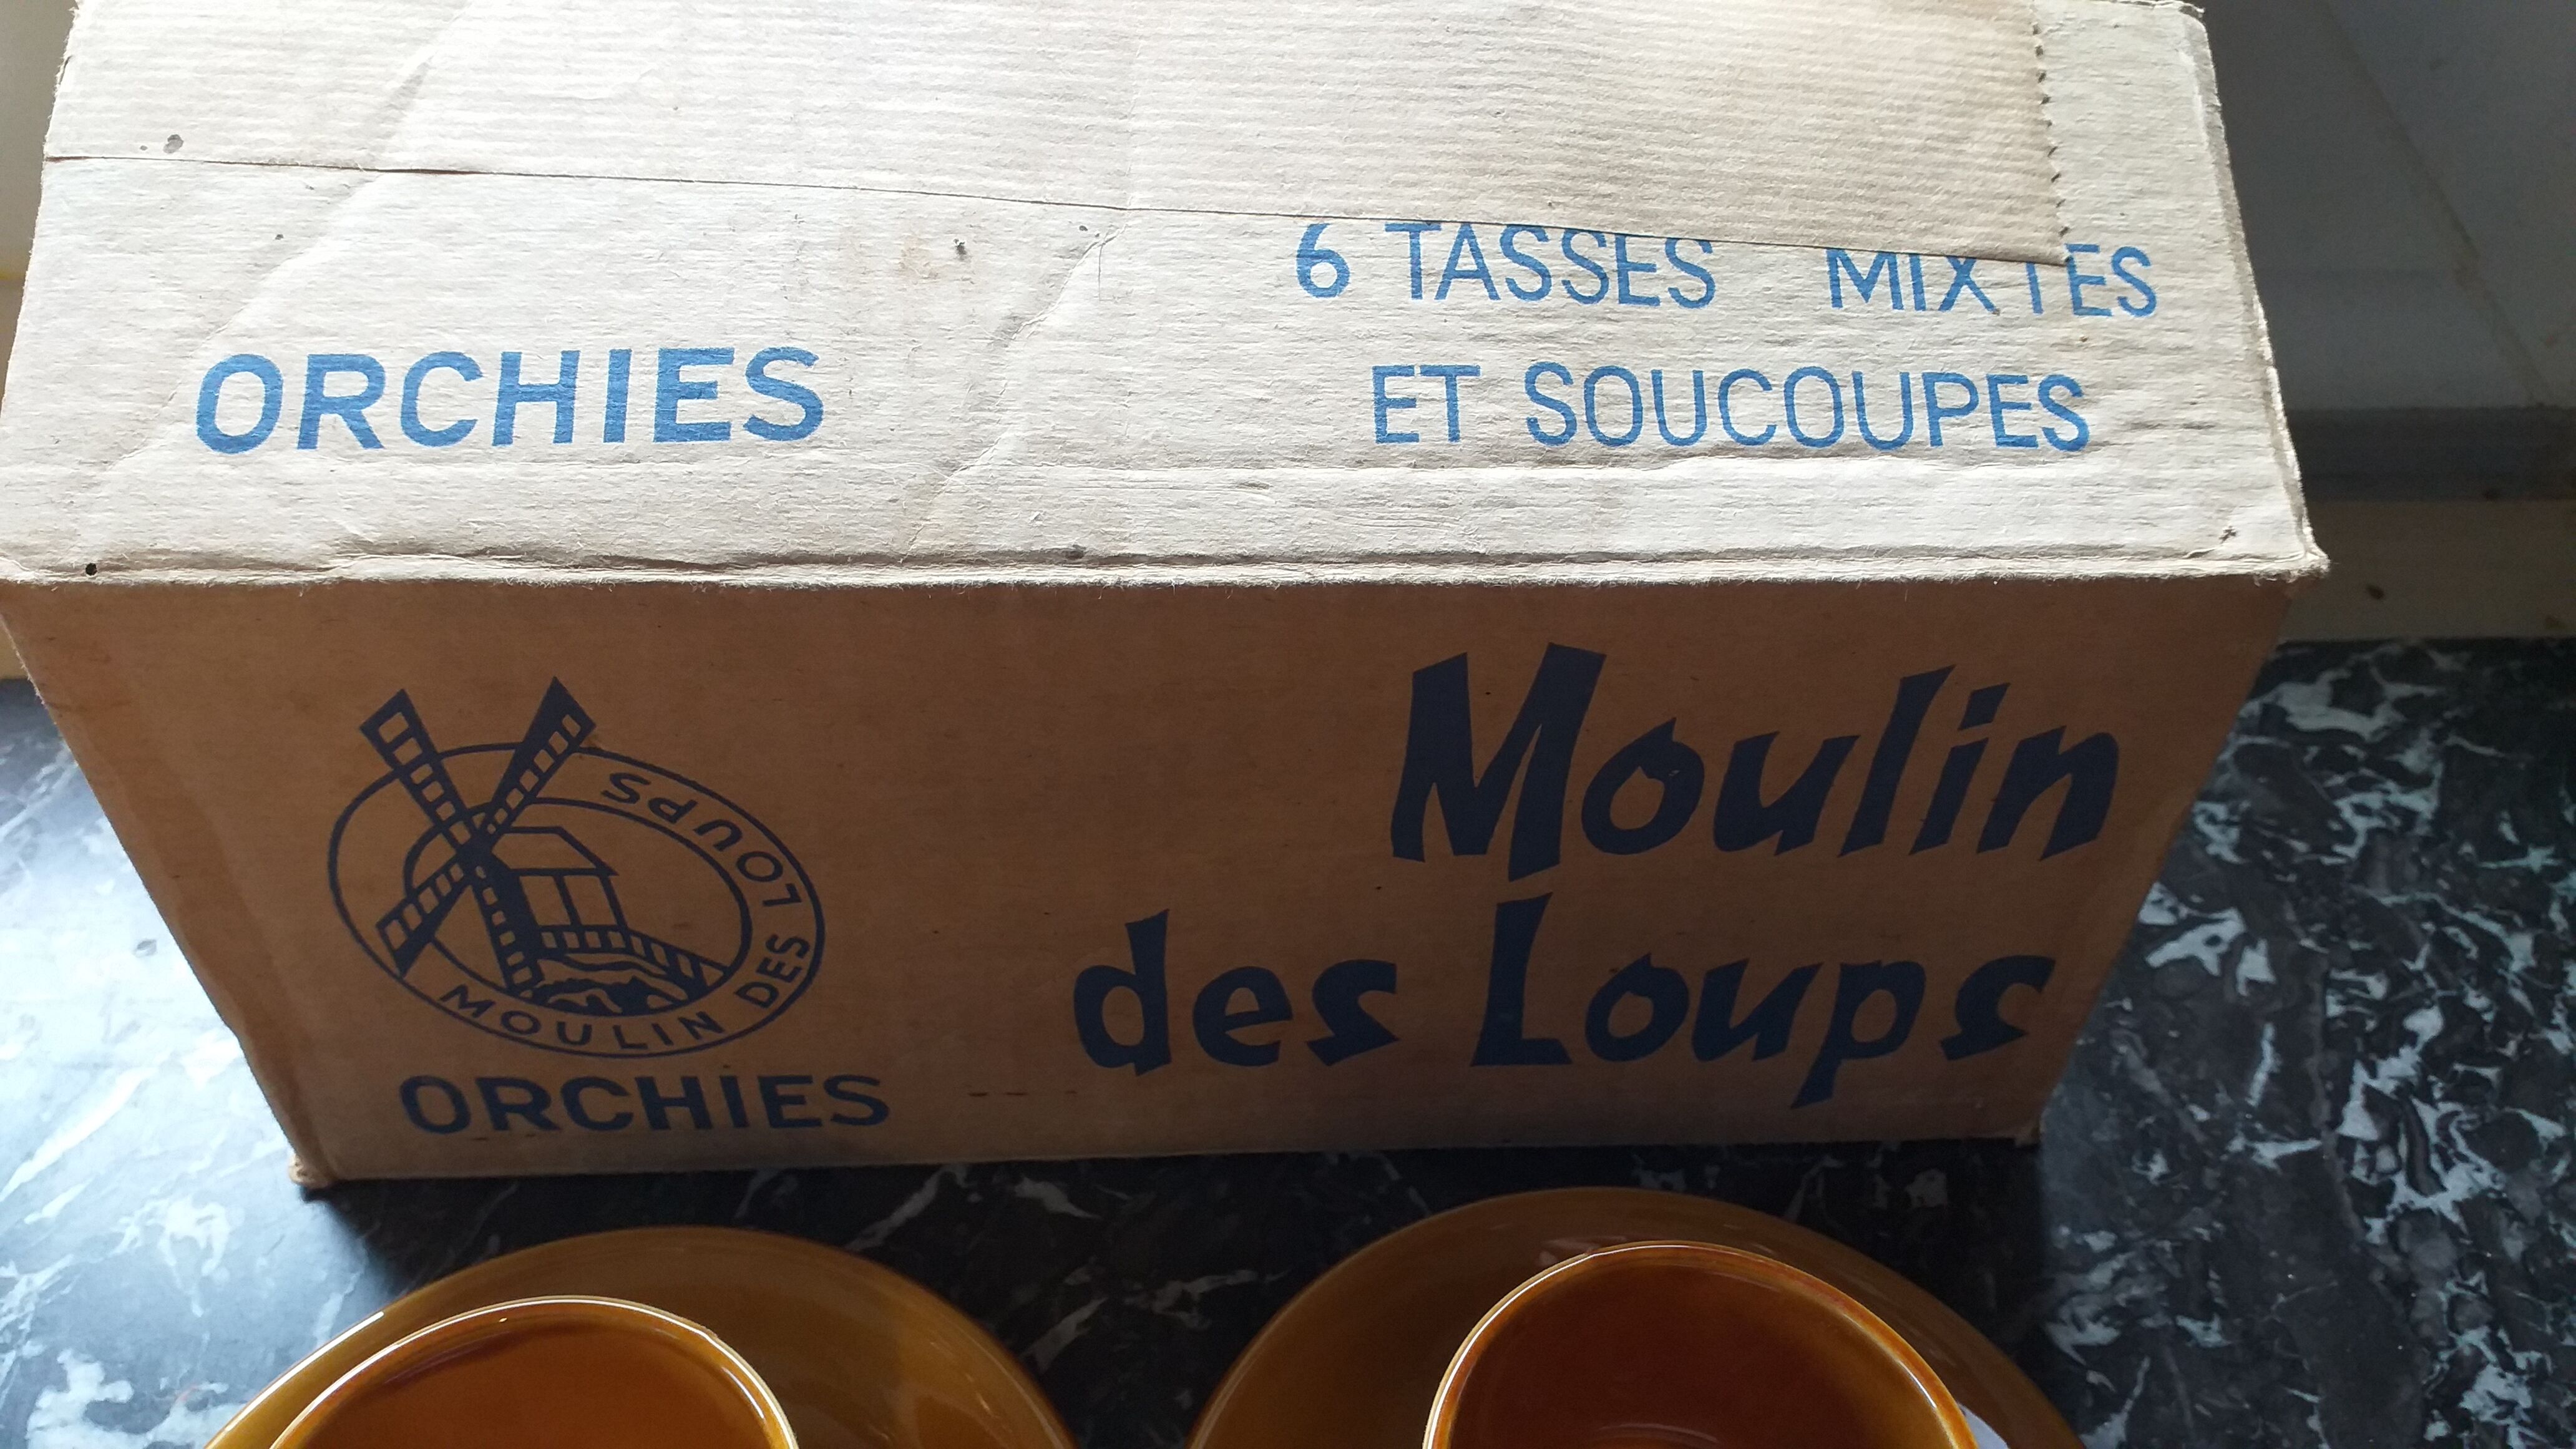 6 TASSES MIXTES
ORCHIES
ET SOUCOUPES
Moulin
des Loups
MOULIN DES LOUPS
ORCHIES